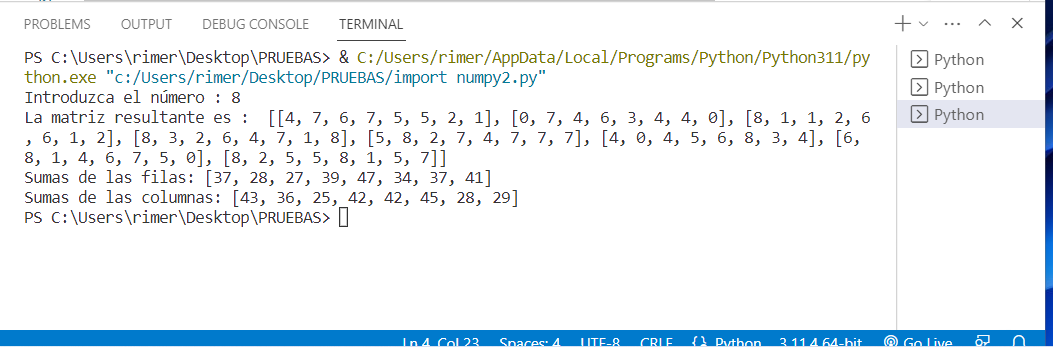 PROBLEMS OUTPUT DEBUG CONSOLE TERMINAL
PS C:\Users\rimer\Desktop\PRUEBAS> & C:/Users/rimer/AppData/Local/Programs/Python/Python311/py
thon.exe "c:/Users/rimer/Desktop/PRUEBAS/import numpy2.py"
Introduzca el número : 8
La matriz resultante es :  [[4, 7, 6, 7, 5, 5, 2, 1], [0, 7, 4, 6, 3, 4, 4, 0], [8, 1, 1, 2, 6
, 6, 1, 2], [8, 3, 2, 6, 4, 7, 1, 8], [5, 8, 2, 7, 4, 7, 7, 7], [4, 0, 4, 5, 6, 8, 3, 4], [6,
8, 1, 4, 6, 7, 5, 0], [8, 2, 5, 5, 8, 1, 5, 7]]
Sumas de las filas: [37, 28, 27, 39, 47, 34, 37, 41]
Sumas de las columnas: [43, 36, 25, 42, 42, 45, 28, 29]
PS C:\Users\rimer\Desktop\PRUEBAS>
Python
Python
Python
Ln 4, Col 23 Spaces: 4 UTF-8 CRLF Python 3.11.4 64-bit Go Live